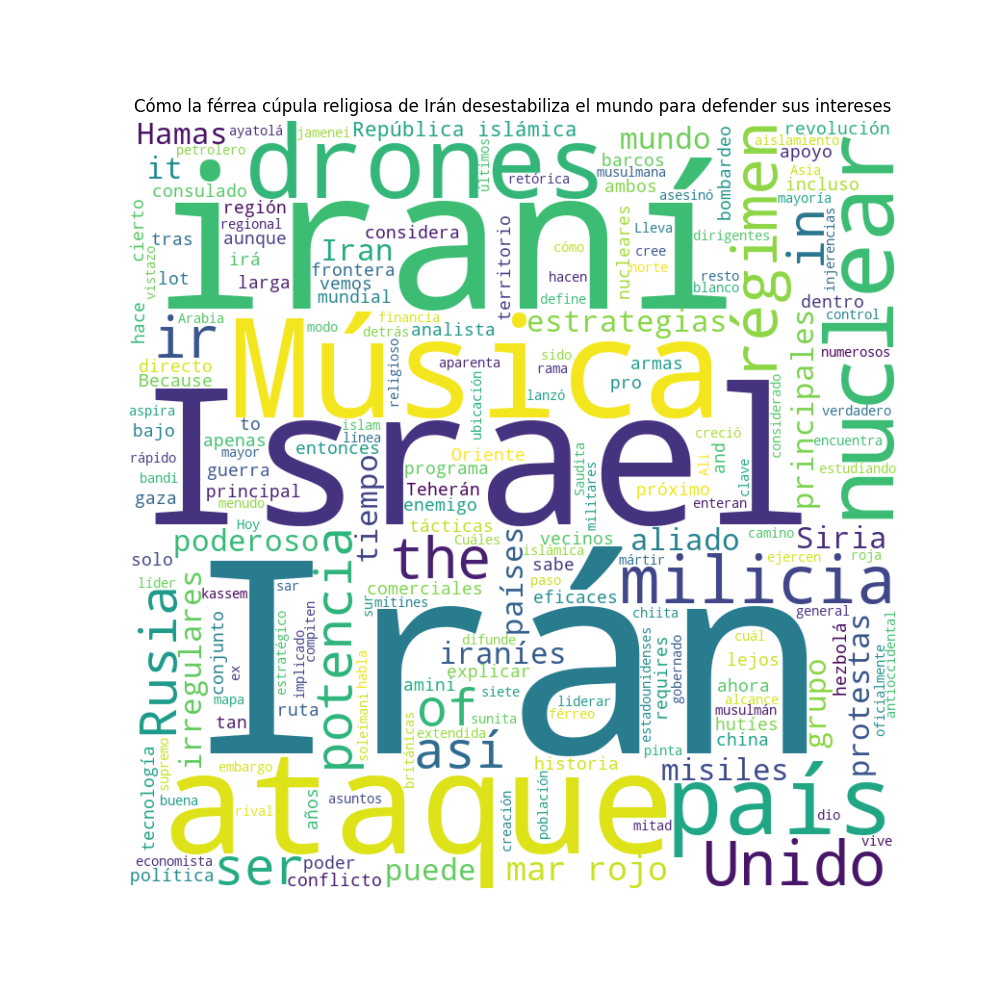 Cómo la férrea cúpula religiosa de Irán desestabiliza el mundo para defender sus intereses
Hamas
ayatolá
jamenei
República islámica
mundo
revolución
petrolero
drones
últimos
retórica
musulmana
barcos
bombardeo
aislamiento
apoyo
it
consulado
ambos
asesinó
Asia
incluso
mayoría
iraní
región
regional
considera
territorio
nucleares
Lleva
dirigentes
régimen
in
injerencias
nuclear
cierto
vistazo
tras
aunque
Iran
irá
frontera
cómo
cree
norte
resto
lot
larga
vemos
mundial
hacen
define
blanco
dentro
control
hace
Arabia
modo
financia
detrás
analista
estrategias
ir
Música
numerosos
directo
Because
religioso
aparenta
sido
rama
armas
pro
principales
considerado
lanzó
ubicación
aspira
Israel
verdadero
bajo
to
islam
línea
creció
and
apenas
entonces
Oriente
Ali
clave
encuentra
rápido
mayor
guerra
tiempo
programa
Saudita
militares
estudiando
bandi
principal
Teherán
próximo
enteran
gaza
menudo
enemigo
Hoy
tácticas
camino
poderoso
potencia
Cuáles
países
vecinos
aliado
Siria
solo
the
islámica
sabe
mártir
ejercen
roja
líder
Irán
comerciales
paso
eficaces
milicia
kassem
sar
sur
mítines
chiita
general
Rusia
irregulares
conjunto
estratégico
compiten
implicado
difunde
iraníes
estadounidenses
requires
gobernado
cuál
hezbolá
protestas
oficialmente
antioccidental
ex
habla
soleimani
explicar
lejos
mapa
amini
siete
liderar
ahora
alcance
grupo
ruta
of
sunita
musulmán
tan
extendida
férreo
hutíes
china
pinta
así
británicas
historia
misiles
tecnología
supremo
embargo
ataque
país
buena
años
asuntos
creación
población
rival
mitad
dio
vive
economista
ser
poder
puede
mar rojo
Unido
política
conflicto